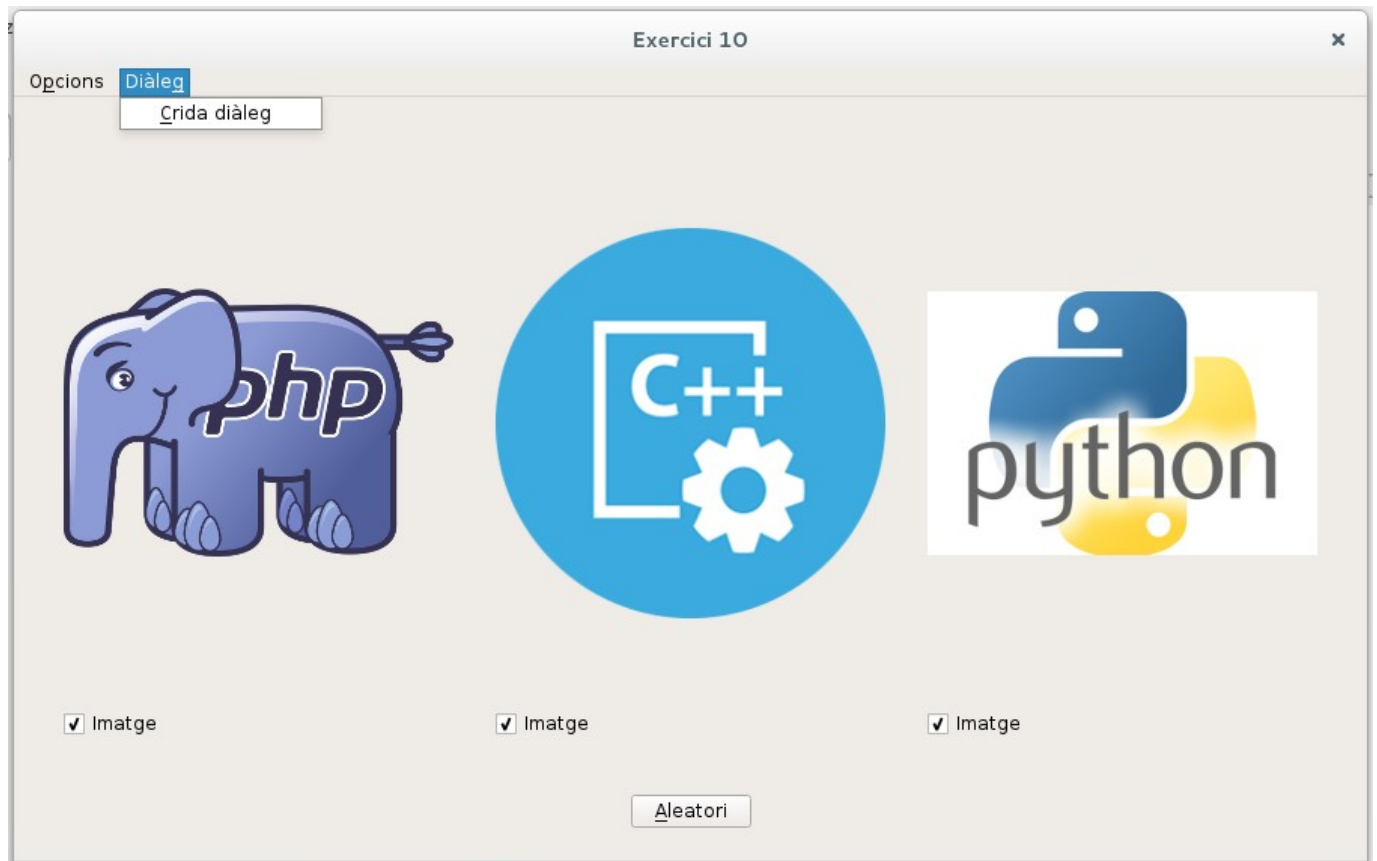 Exercici 10
Opcions Diàleg
Crida diàleg
php
C++
python
Imatge Imatge Imatge
Aleatori